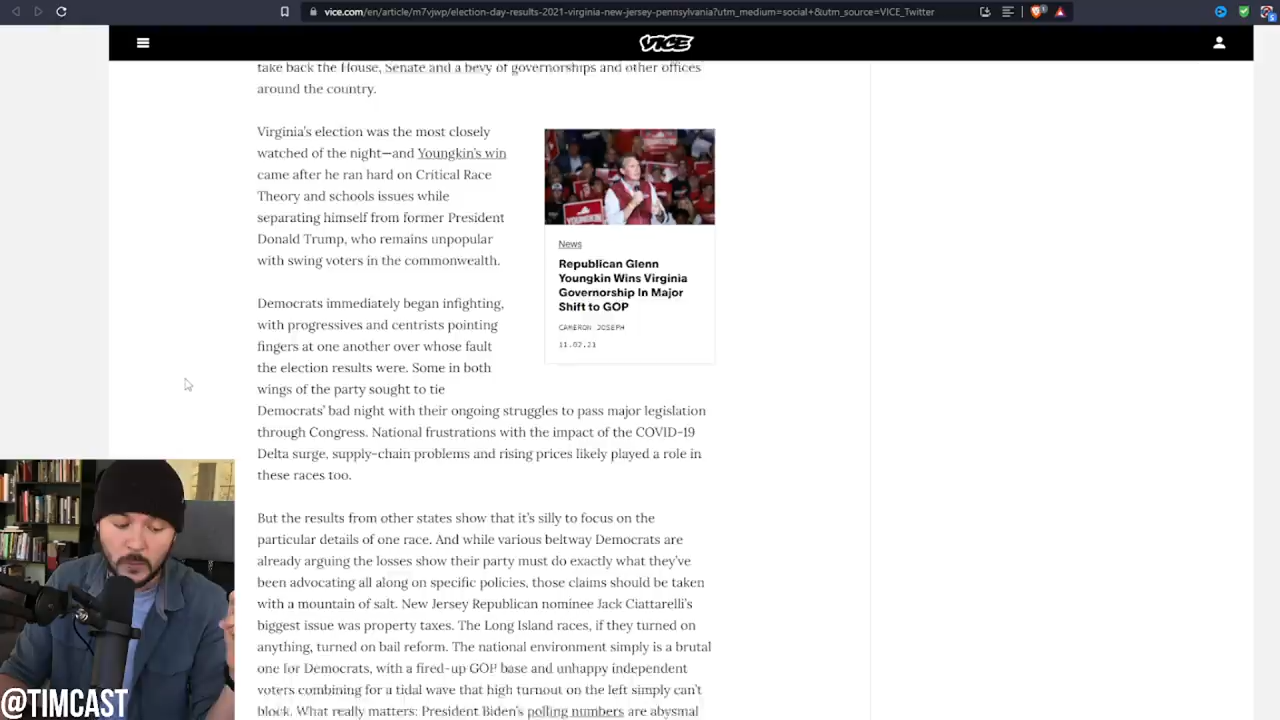 vice.com/en/article/m7vjwp/election-day-results-2021-virginia-new-jersey-pennsylvania?utm_medium=social+&utm_source=VICE_Twitter
VICE
take back the House, Senate and a bevy of governorships and other offices
around the country.
Virginia's election was the most closely
watched of the night—and Youngkin's win
came after he ran hard on Critical Race
Theory and schools issues while
separating himself from former President
Donald Trump, who remains unpopular
with swing voters in the commonwealth.
News
Republican Glenn
Youngkin Wins Virginia
Governorship In Major
Shift to GOP
CAMERON JOSEPH
11.02.21
Democrats immediately began infighting,
with progressives and centrists pointing
fingers at one another over whose fault
the election results were. Some in both
wings of the party sought to tie
Democrats' bad night with their ongoing struggles to pass major legislation
through Congress. National frustrations with the impact of the COVID-19
Delta surge, supply-chain problems and rising prices likely played a role in
these races too.
But the results from other states show that it's silly to focus on the
particular details of one race. And while various beltway Democrats are
already arguing the losses show their party must do exactly what they've
been advocating all along on specific policies, those claims should be taken
with a mountain of salt. New Jersey Republican nominee Jack Ciattarelli's
biggest issue was property taxes. The Long Island races, if they turned on
anything, turned on bail reform. The national environment simply is a brutal
one for Democrats, with a fired-up GOP base and unhappy independent
voters combining for a tidal wave that high turnout on the left simply can't
block. What really matters: President Biden's polling numbers are abysmal
@TIMCAST